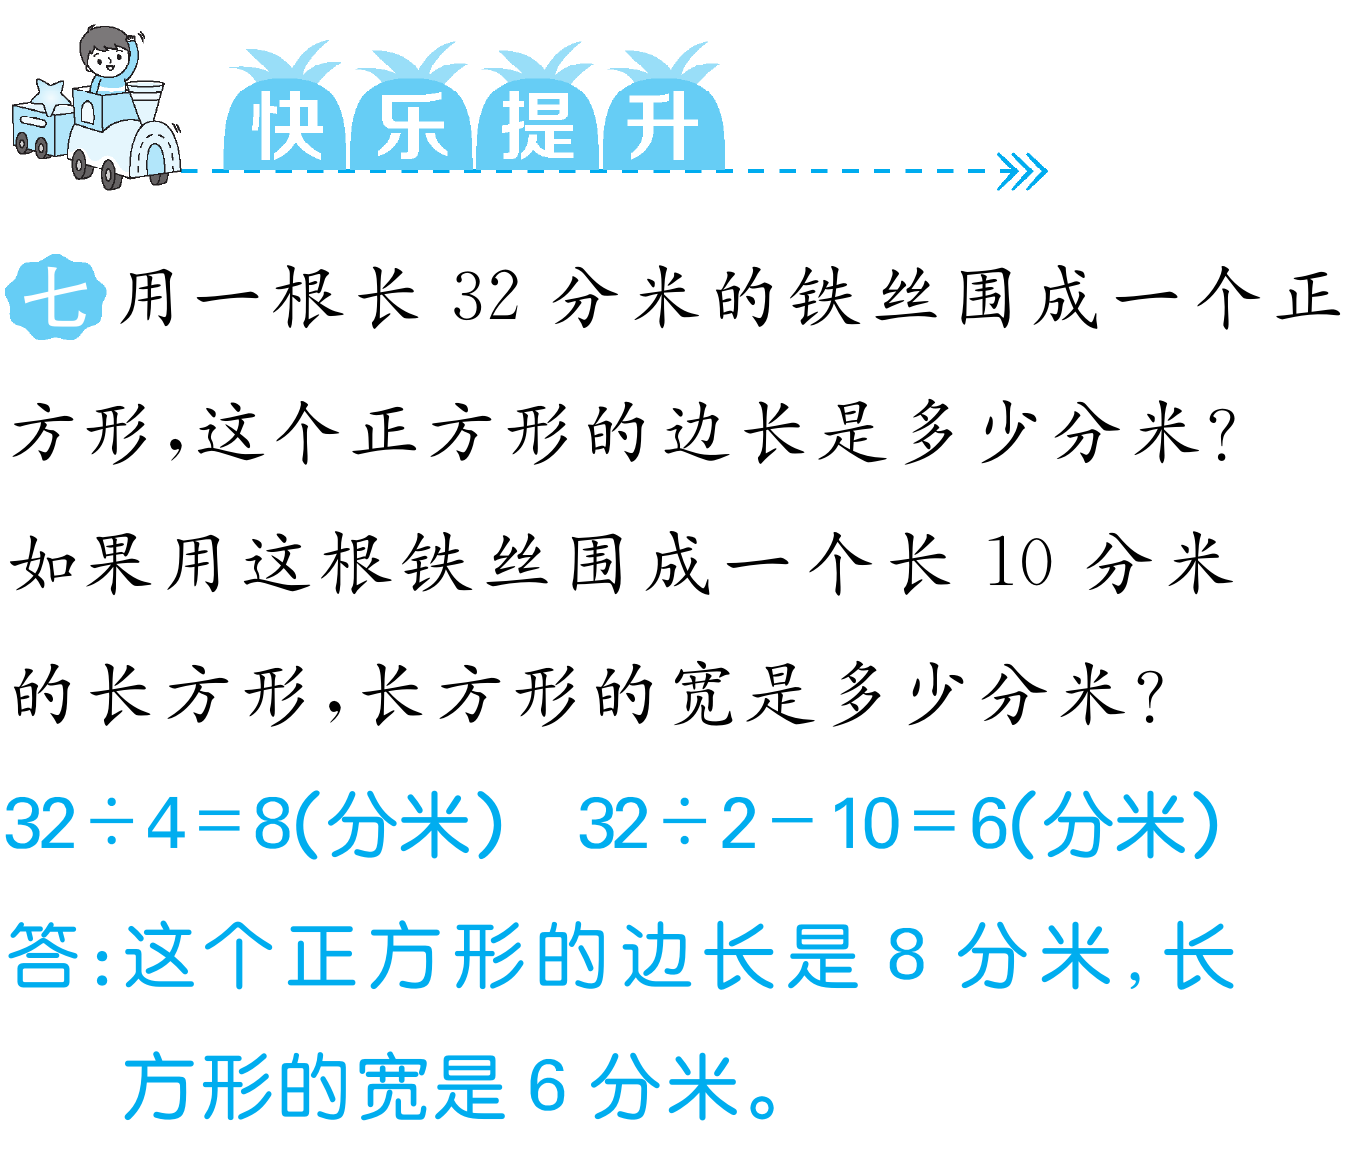 快乐提升
七 用一根长 32 分米的铁丝围成一个正
方形,这个正方形的边长是多少分米?
如果用这根铁丝围成一个长 10 分米
的长方形,长方形的宽是多少分米?
32÷4=8(分米) 32÷2-10=6(分米)
答:这个正方形的边长是 8 分米,长
方形的宽是 6 分米。